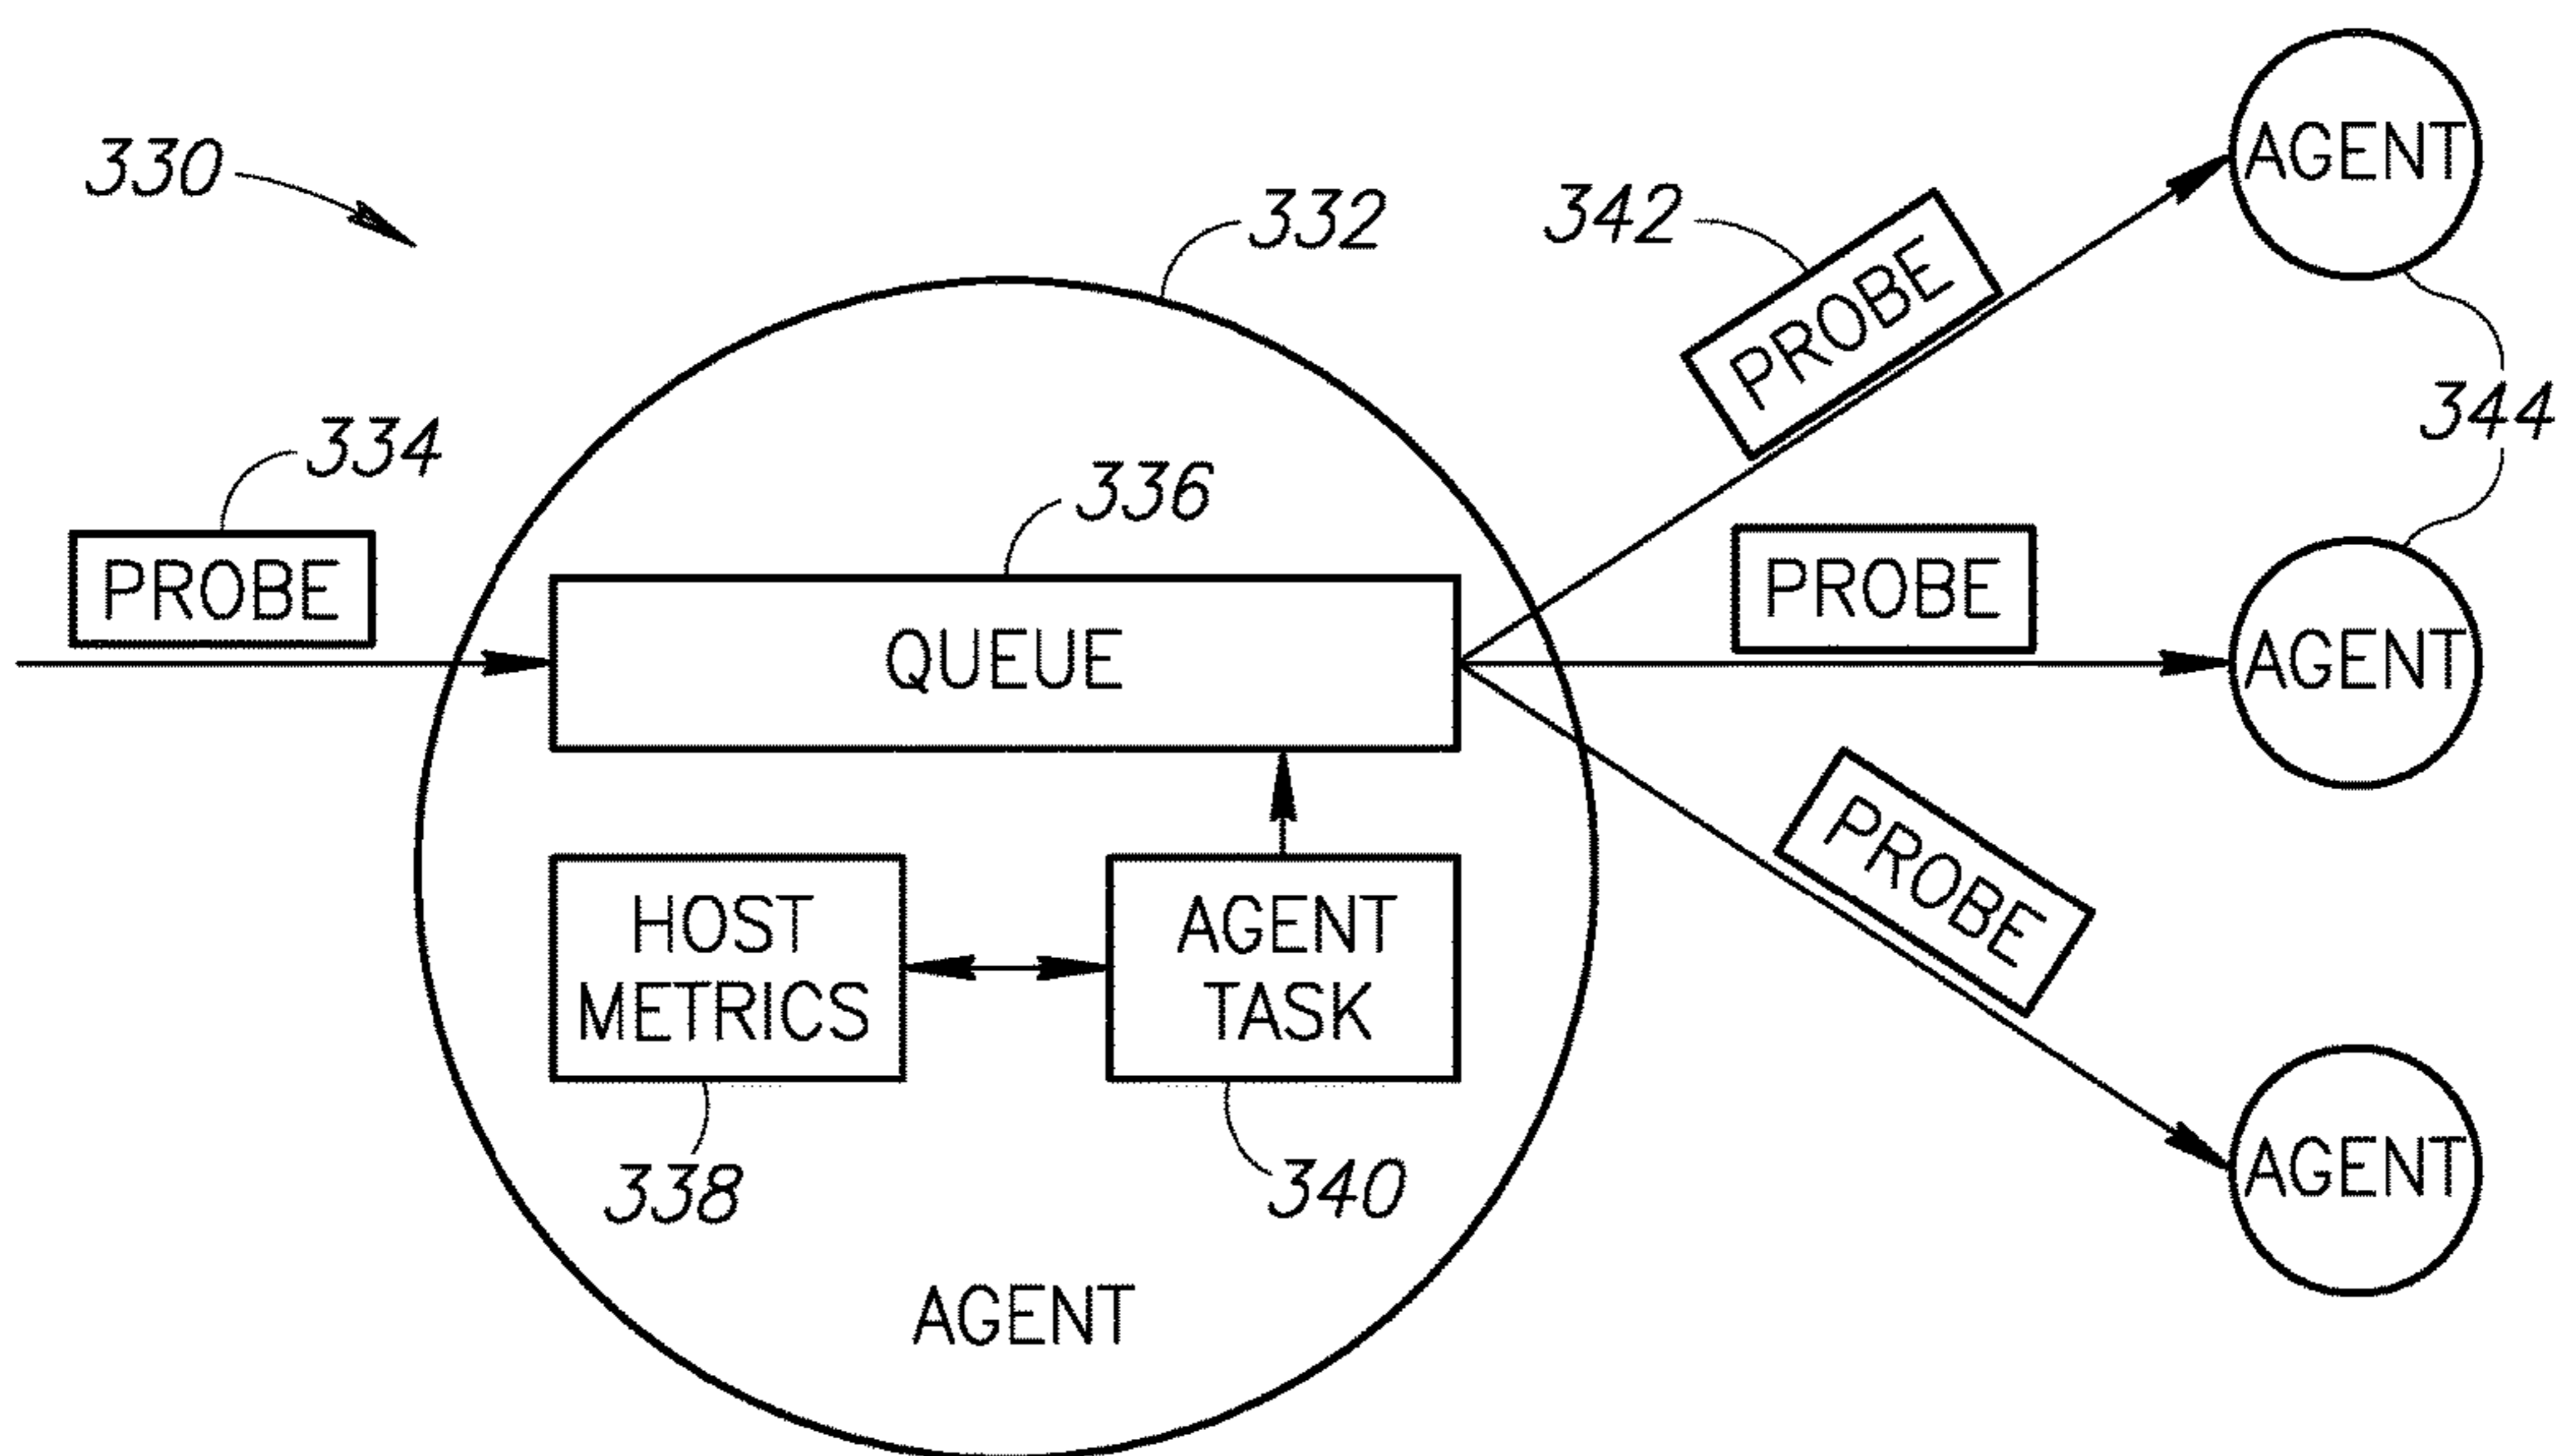 330
332
342
AGENT
PROBE
334
344
336
PROBE
PROBE
QUEUE
AGENT
HOST
METRICS
AGENT
TASK
PROBE
338
340
AGENT
AGENT